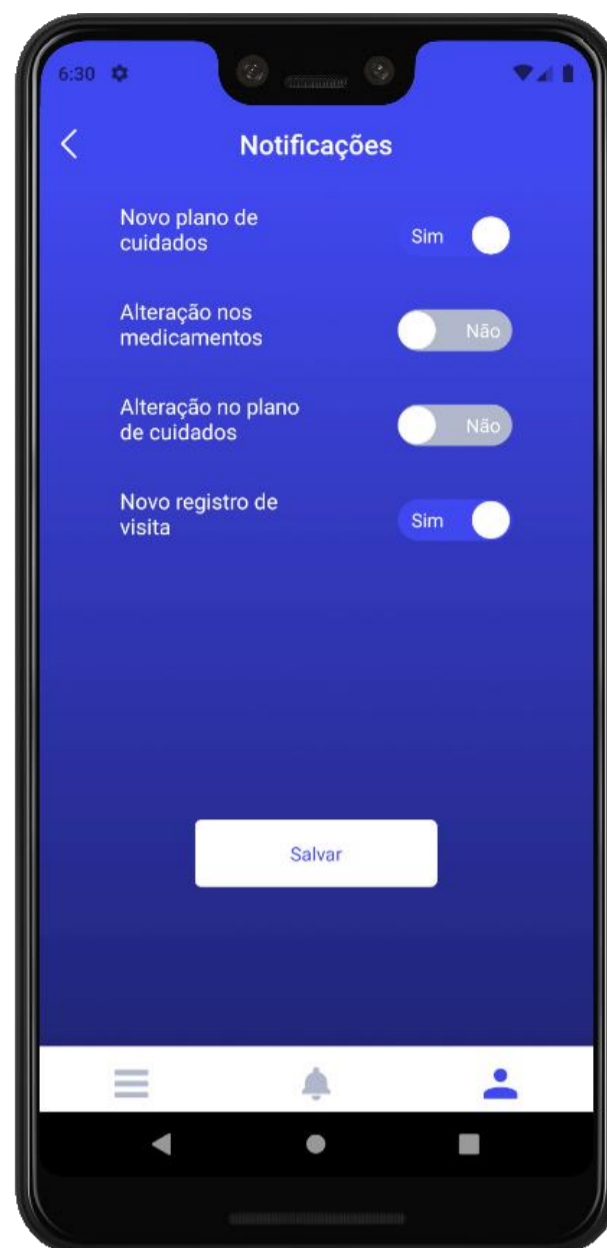 6:30
Notificações
Novo plano de
cuidados
Sim
Alteração nos
medicamentos
Não
Alteração no plano
de cuidados
Não
Novo registro de
visita
Sim
Salvar